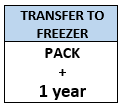 TRANSFER TO
FREEZER
PACK
+
1 year